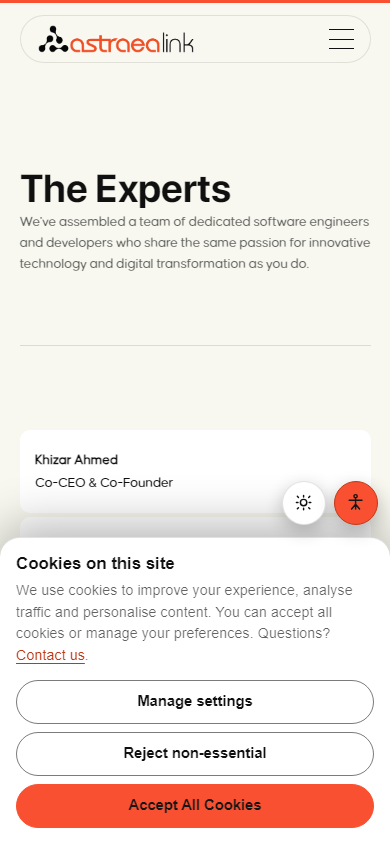 astraealink
The Experts
We've assembled a team of dedicated software engineers
and developers who share the same passion for innovative
technology and digital transformation as you do.
Khizar Ahmed
Co-CEO & Co-Founder
Cookies on this site
We use cookies to improve your experience, analyse
traffic and personalise content. You can accept all
cookies or manage your preferences. Questions?
Contact us.
Manage settings
Reject non-essential
Accept All Cookies